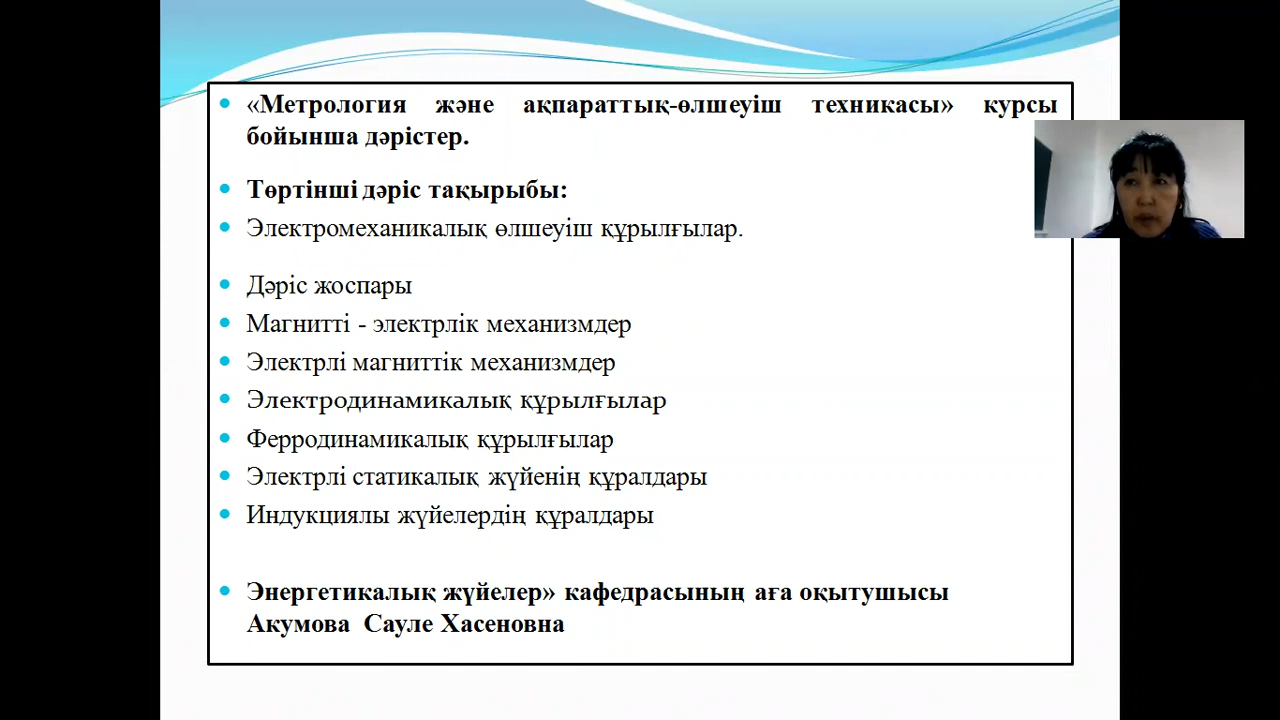 «Метрология және ақпараттық-өлшеуіш техникасы» курсы
бойынша дәрістер.
Төртінші дәріс тақырыбы:
Электромеханикалық өлшеуіш құрылғылар.
Дәріс жоспары
Магнитті - электрлік механизмдер
Электрлі магниттік механизмдер
Электродинамикалық құрылғылар
Ферродинамикалық құрылғылар
Электрлі статикалық жүйенің құралдары
Индукциялы жүйелердің құралдары
Энергетикалық жүйелер» кафедрасының аға оқытушысы
Акумова Сауле Хасеновна